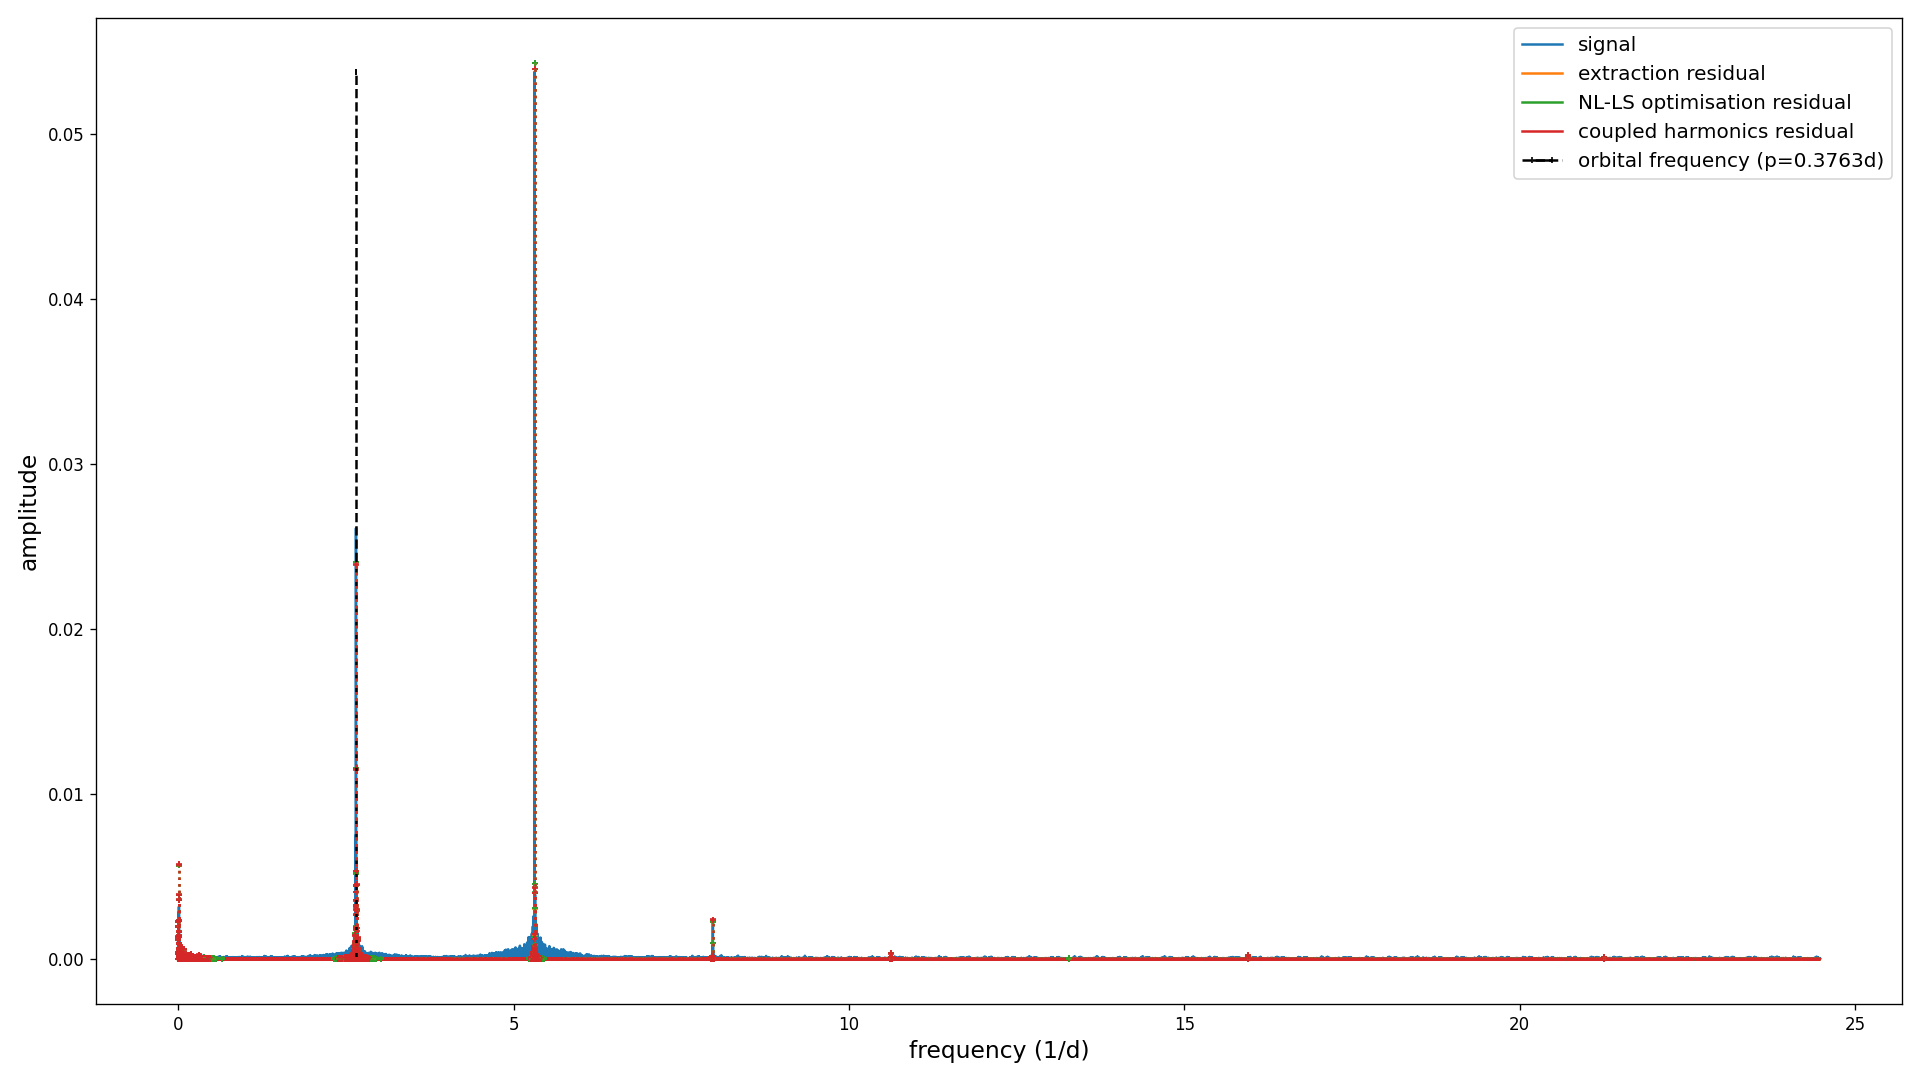 signal
extraction residual
NL-LS optimisation residual
coupled harmonics residual
orbital frequency (p=0.3763d)
0.05
0.04
0.03
0.02
0.01
0.00
amplitude
0 5 10 15 20 25
frequency (1/d)